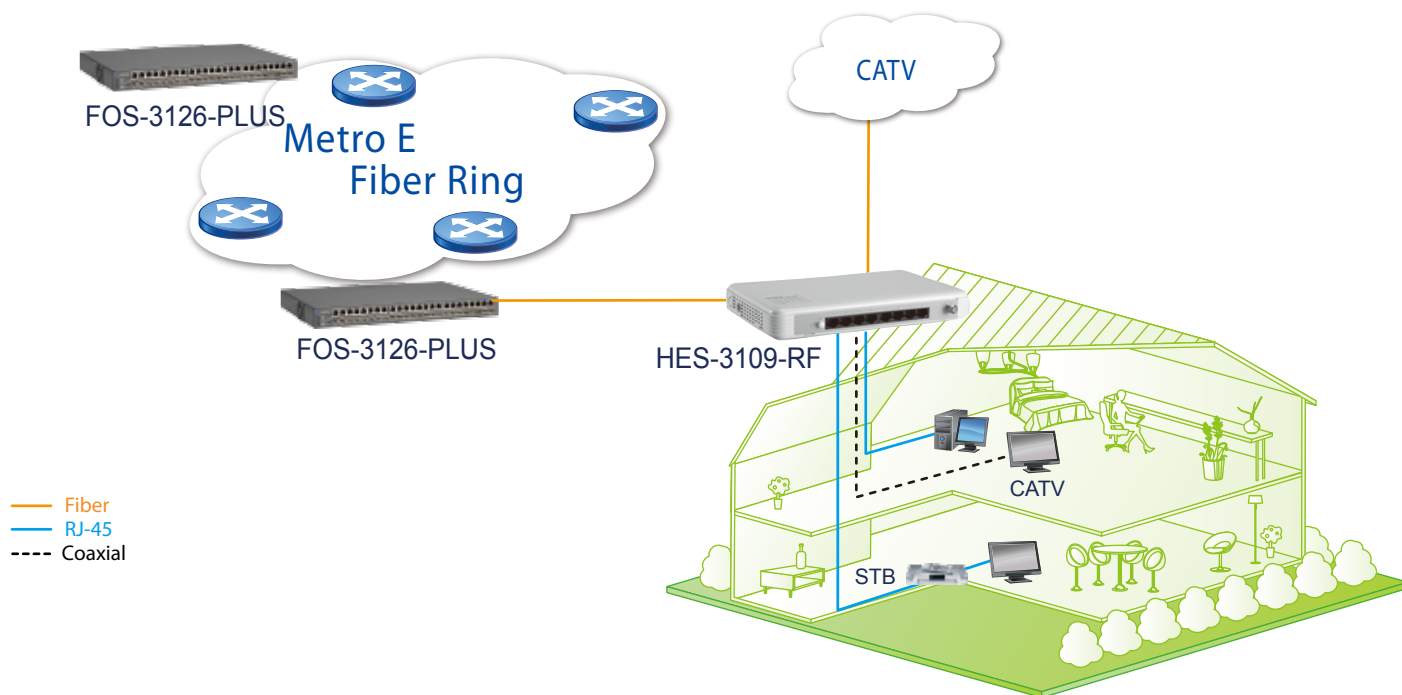 CATV
FOS-3126-PLUS
Metro E
Fiber Ring
FOS-3126-PLUS
HES-3109-RF
CATV
Fiber
RJ-45
Coaxial
STB